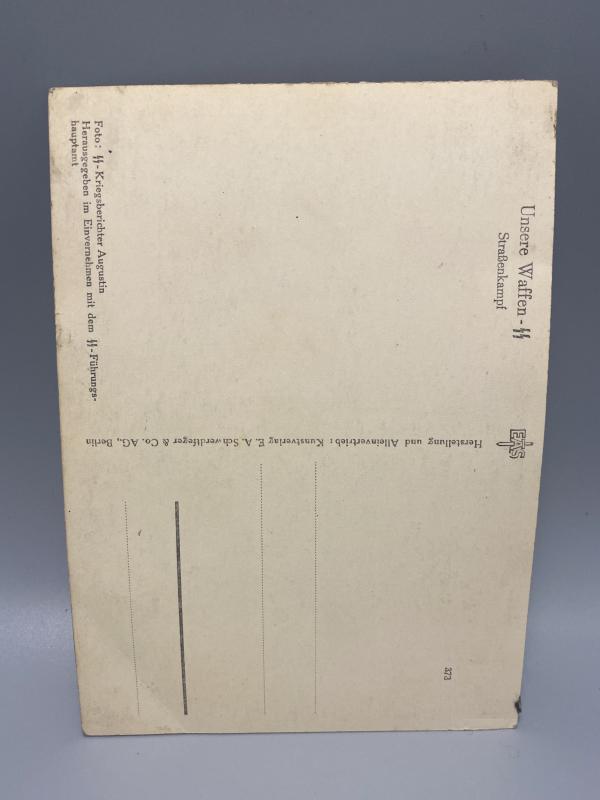 Unsere Waffen-ᛋᛋ
Straßenkampf
EAS
Herstellung und Alleinvertrieb: Kunstverlag E. A. Schwerdtfeger & Co. AG., Berlin
373
Foto: ᛋᛋ-Kriegsberichter Augustin
Herausgegeben im Einvernehmen mit dem ᛋᛋ-Führungs-
hauptamt